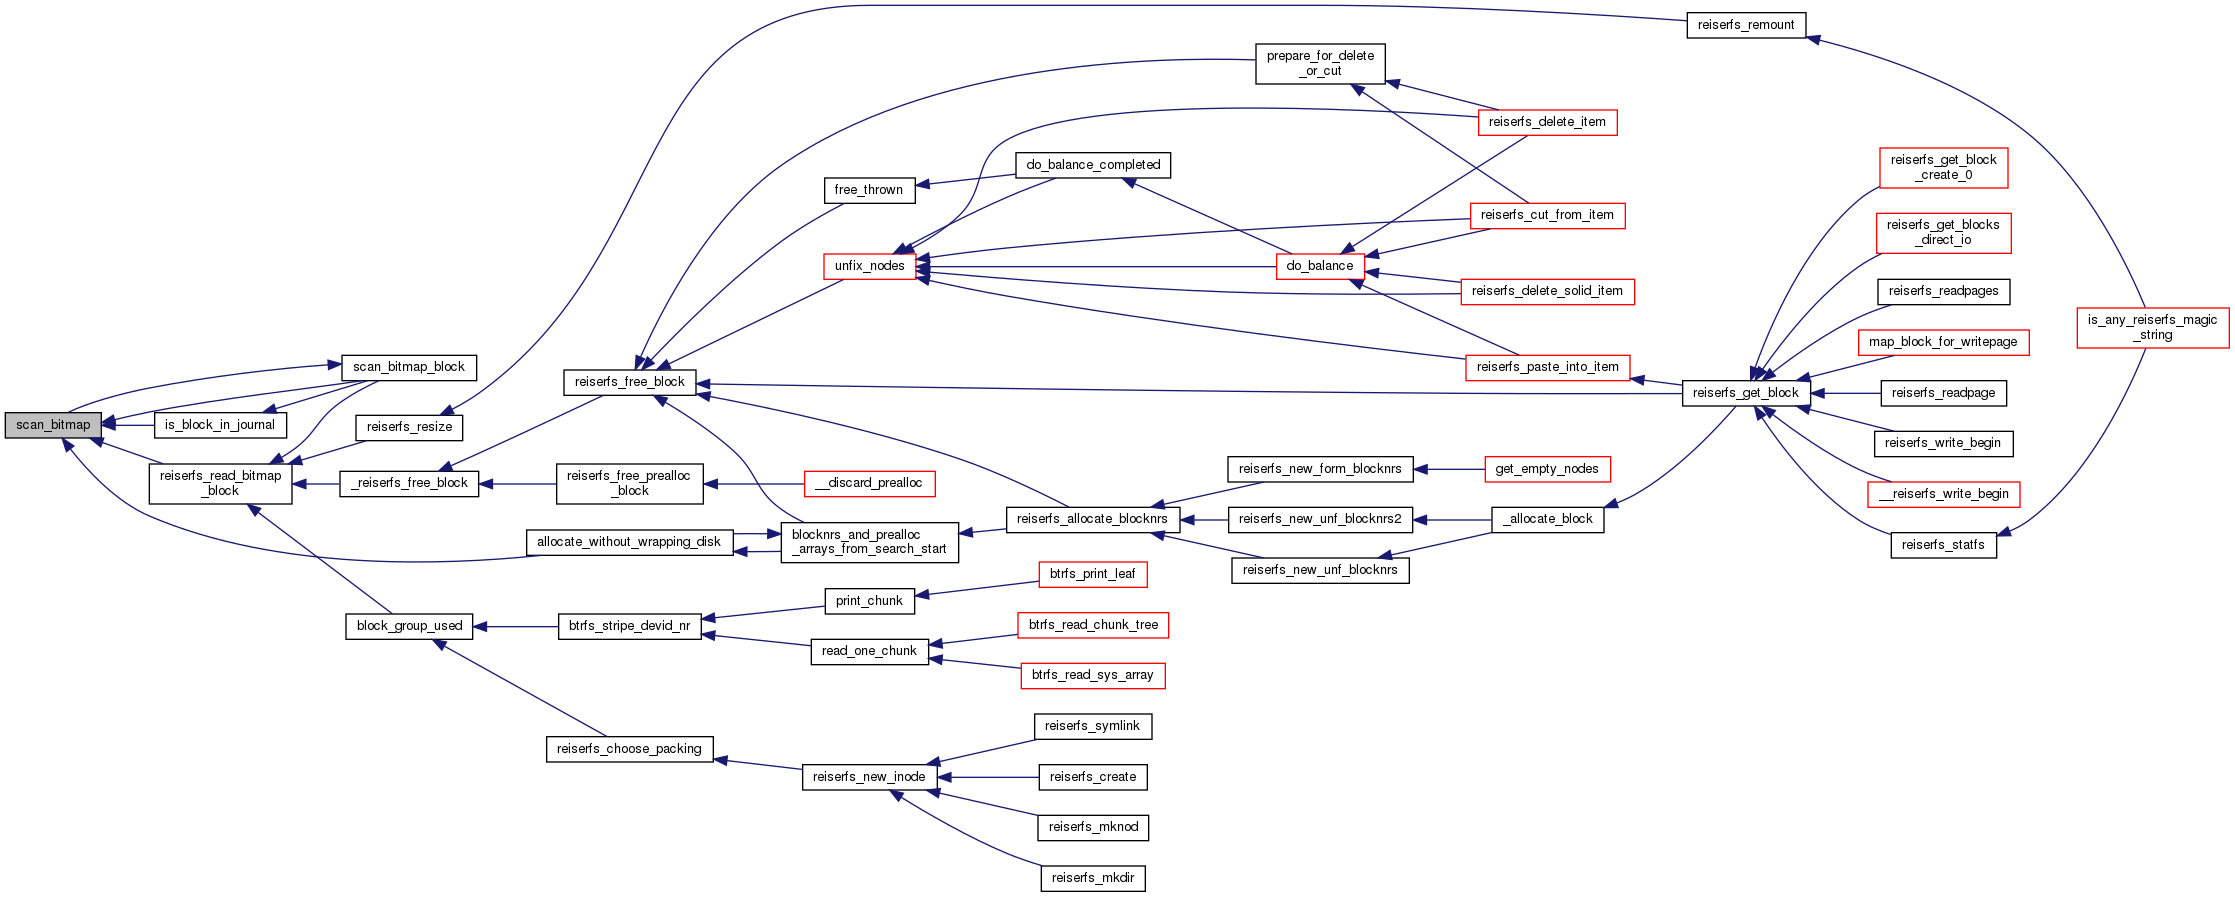 scan_bitmap
scan_bitmap_block
is_block_in_journal
reiserfs_read_bitmap
_block
reiserfs_resize
_reiserfs_free_block
block_group_used
reiserfs_free_block
reiserfs_free_prealloc
_block
allocate_without_wrapping_disk
btrfs_stripe_devid_nr
reiserfs_choose_packing
free_thrown
unfix_nodes
__discard_prealloc
blocknrs_and_prealloc
_arrays_from_search_start
print_chunk
read_one_chunk
reiserfs_new_inode
do_balance_completed
reiserfs_allocate_blocknrs
btrfs_print_leaf
btrfs_read_chunk_tree
btrfs_read_sys_array
reiserfs_symlink
reiserfs_create
reiserfs_mknod
reiserfs_mkdir
prepare_for_delete
_or_cut
do_balance
reiserfs_new_form_blocknrs
reiserfs_new_unf_blocknrs2
reiserfs_new_unf_blocknrs
reiserfs_delete_item
reiserfs_cut_from_item
reiserfs_delete_solid_item
reiserfs_paste_into_item
get_empty_nodes
_allocate_block
reiserfs_remount
reiserfs_get_block
reiserfs_get_block
_create_0
reiserfs_get_blocks
_direct_io
reiserfs_readpages
map_block_for_writepage
reiserfs_readpage
reiserfs_write_begin
__reiserfs_write_begin
reiserfs_statfs
is_any_reiserfs_magic
_string